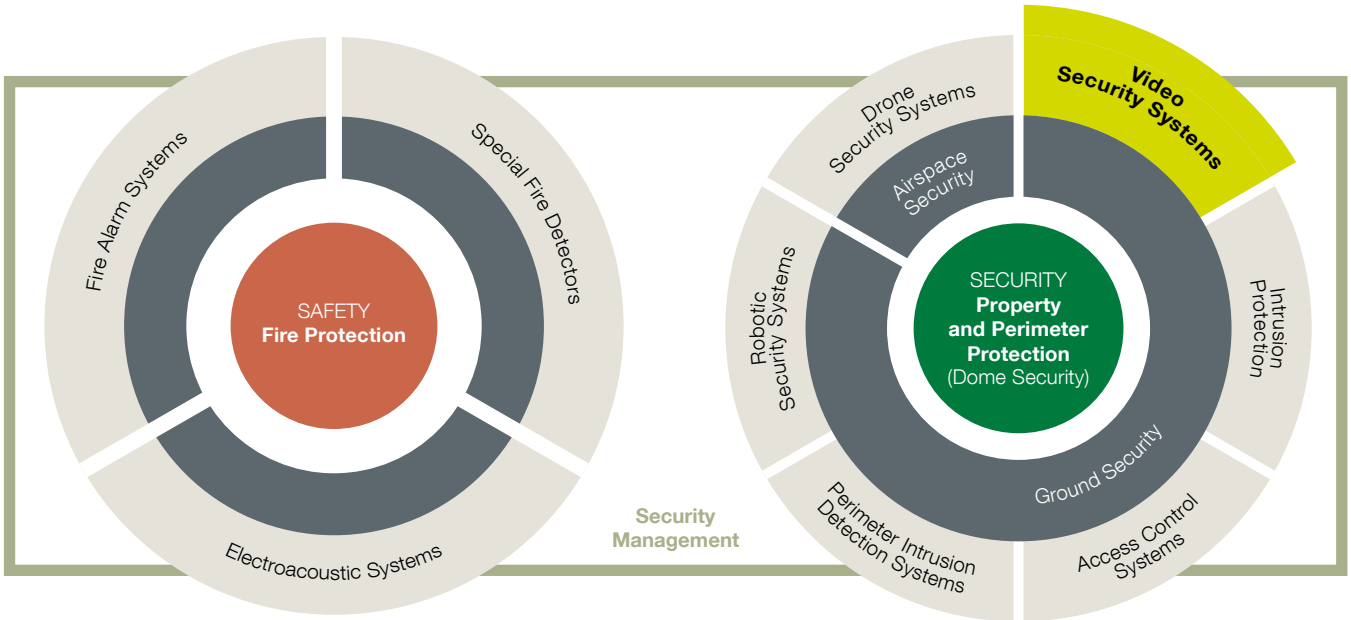 Fire Alarm Systems
Special Fire Detectors
SAFETY
Fire Protection
Electroacoustic Systems
Security
Management
Drone
Security Systems
Airspace
Security
Video
Security Systems
Robotic
Security Systems
SECURITY
Property
and Perimeter
Protection
(Dome Security)
Intrusion
Protection
Ground Security
Perimeter Intrusion
Detection Systems
Access Control
Systems